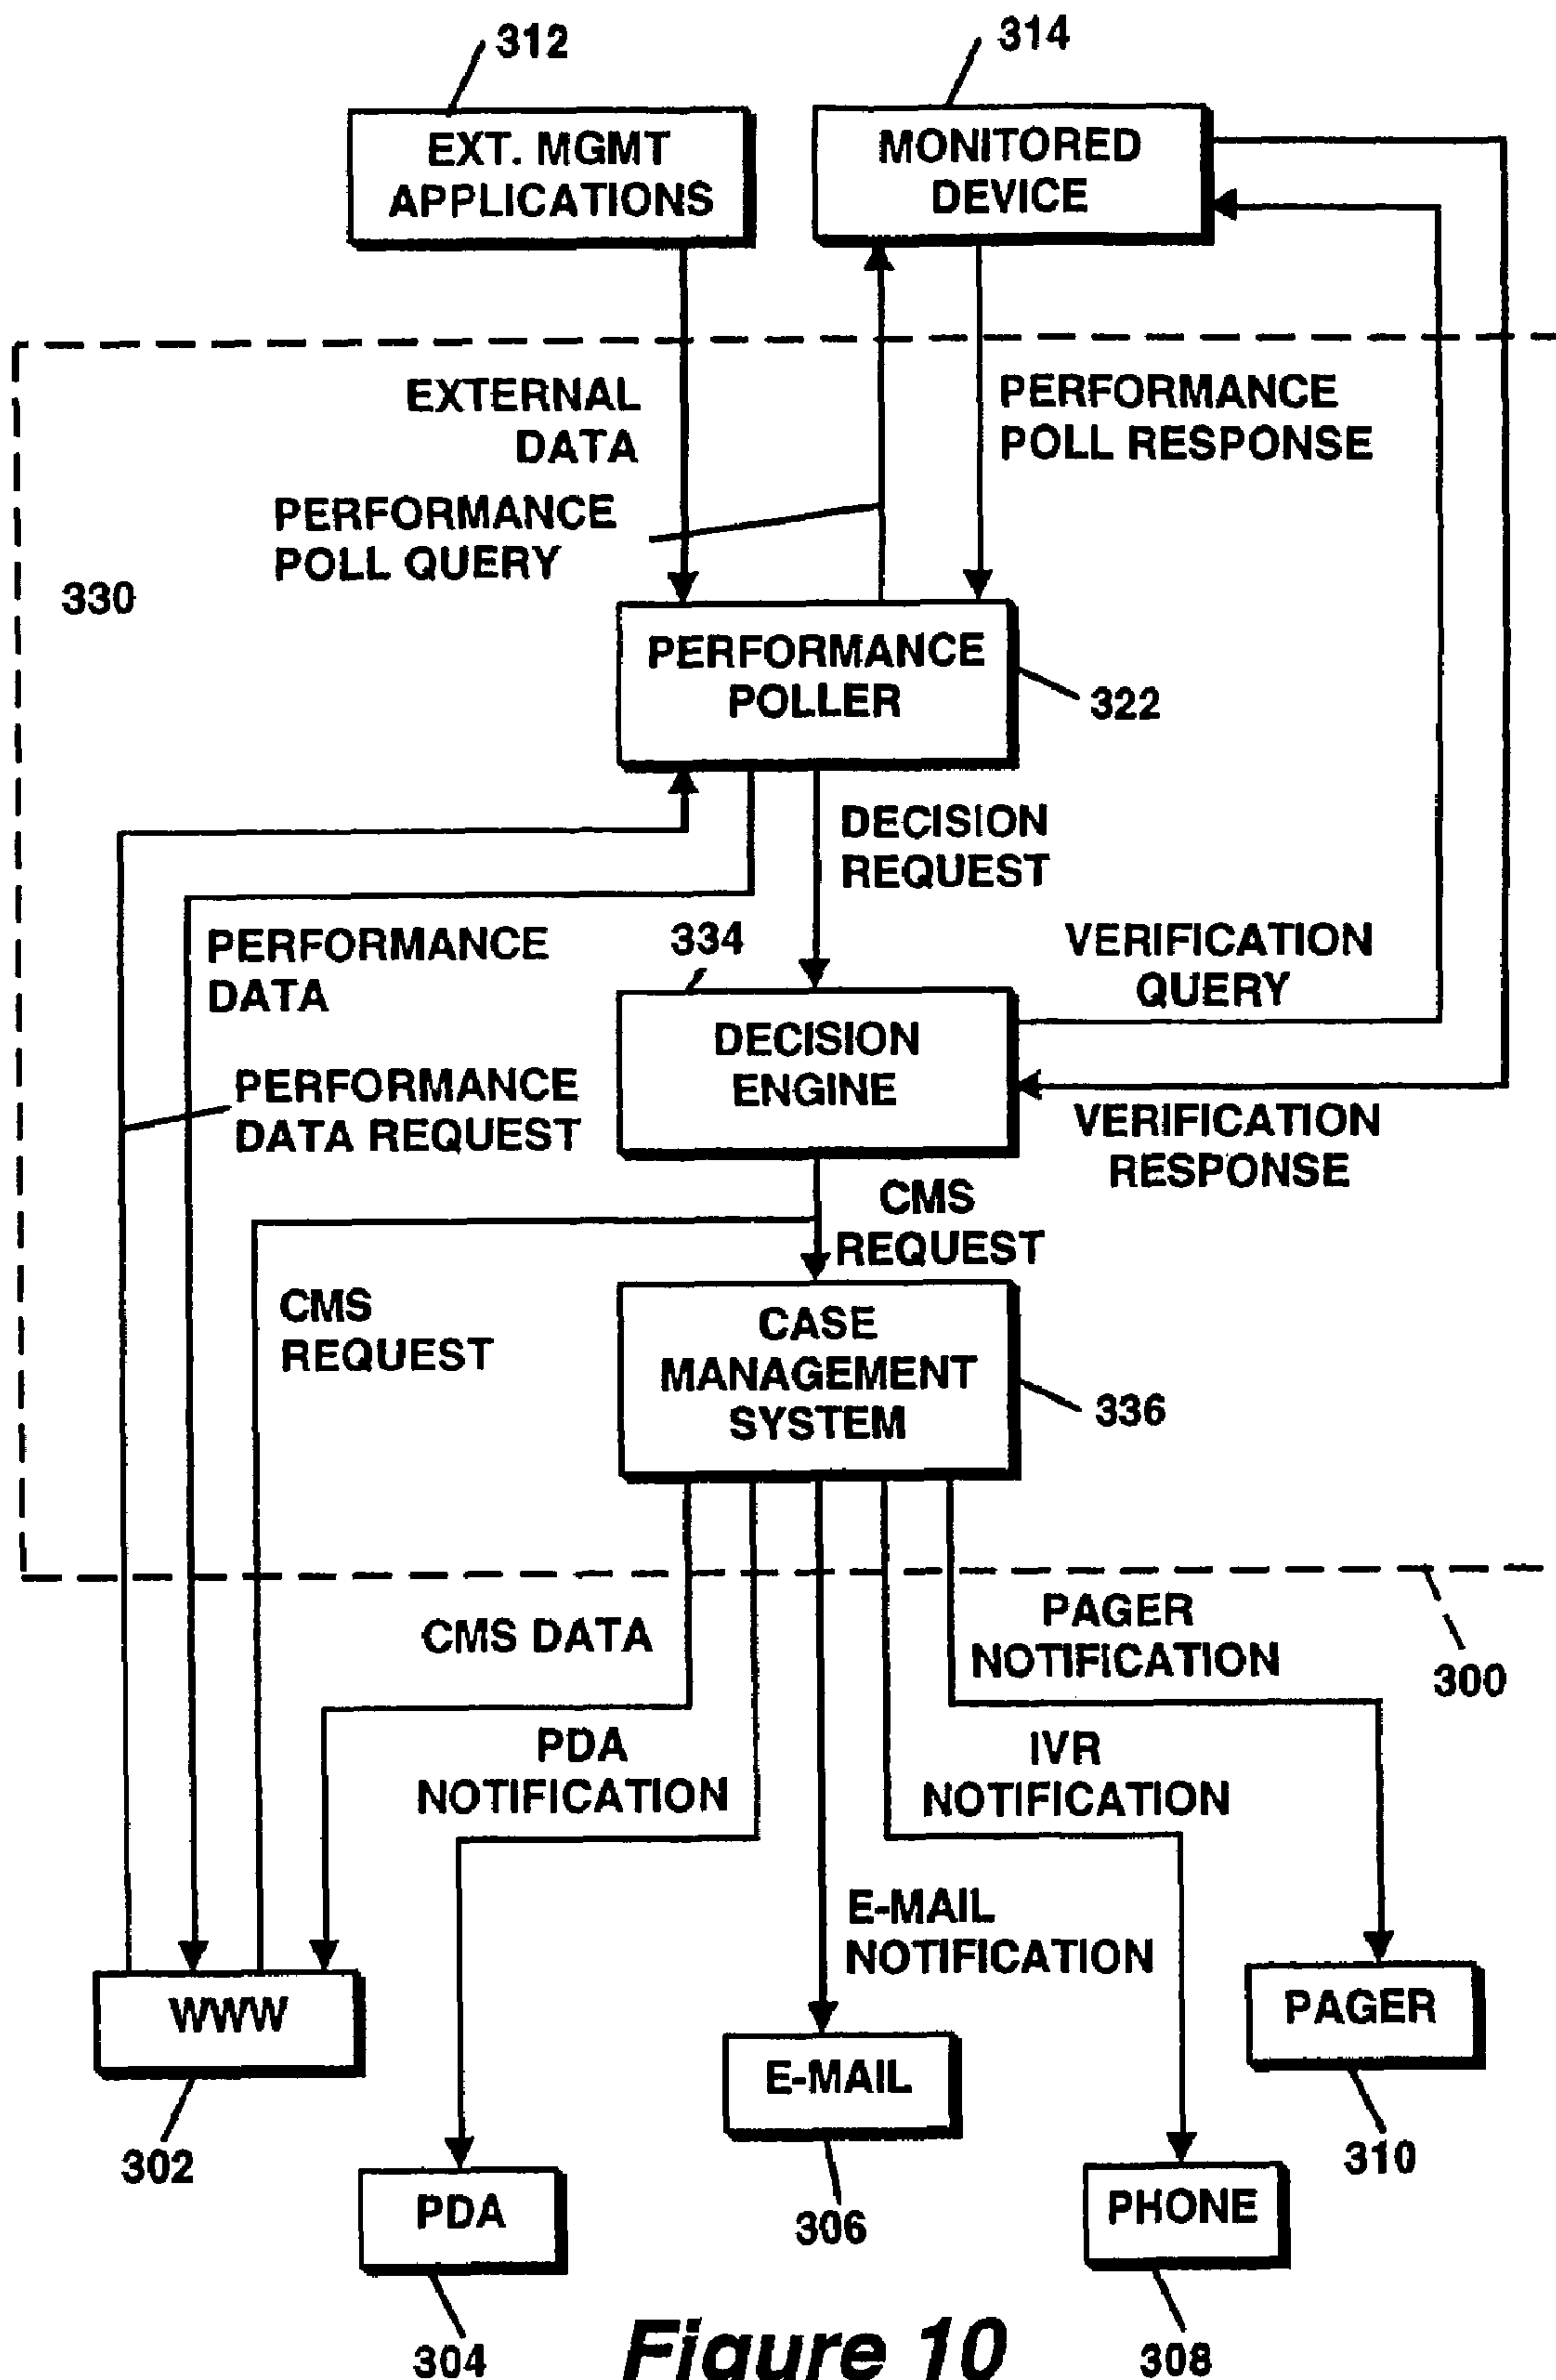 312
314
EXT. MGMT
APPLICATIONS
MONITORED
DEVICE
EXTERNAL
DATA
PERFORMANCE
POLL RESPONSE
PERFORMANCE
POLL QUERY
330
PERFORMANCE
POLLER
322
DECISION
REQUEST
PERFORMANCE
DATA
334
VERIFICATION
QUERY
DECISION
ENGINE
PERFORMANCE
DATA REQUEST
VERIFICATION
RESPONSE
CMS
REQUEST
CMS
REQUEST
CASE
MANAGEMENT
SYSTEM
336
CMS DATA
PAGER
NOTIFICATION
300
PDA
NOTIFICATION
IVR
NOTIFICATION
E-MAIL
NOTIFICATION
WWW
PAGER
E-MAIL
302
310
PDA
306
PHONE
304
308
Figure 10